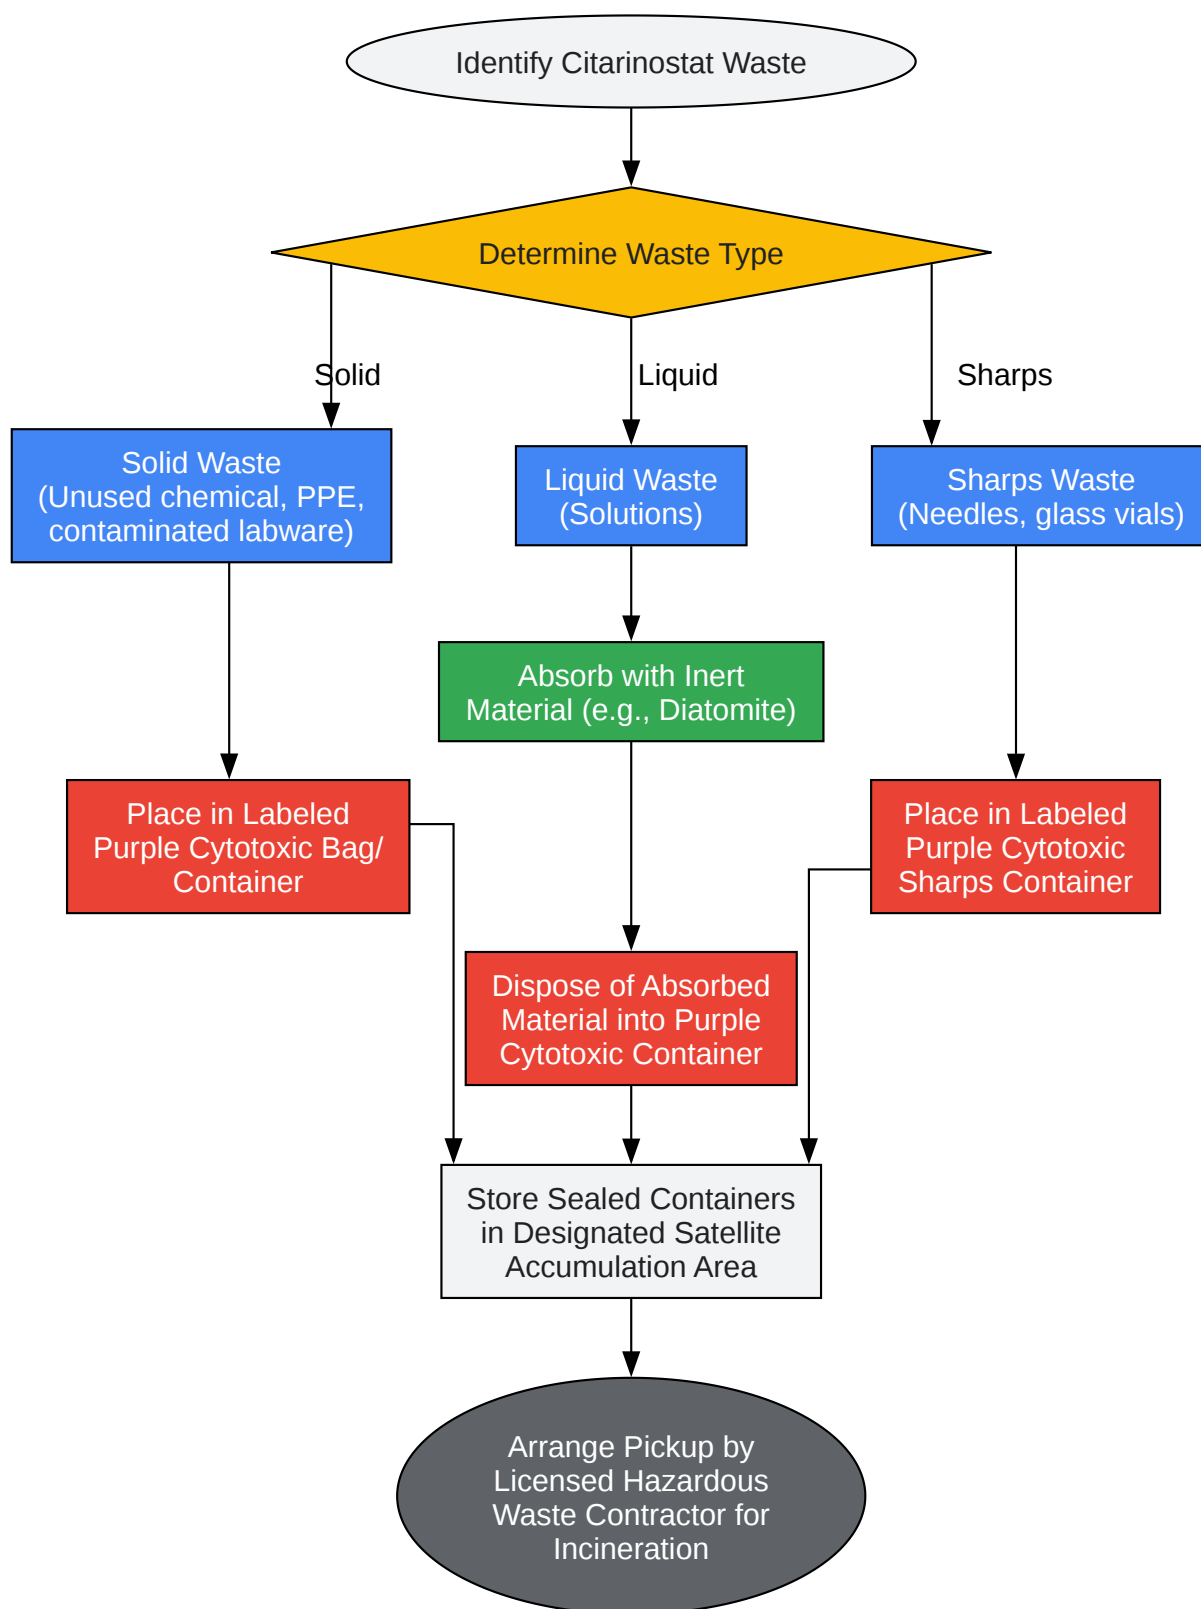 Identify Citarinostat Waste
Determine Waste Type
Solid
Liquid
Sharps
Solid Waste
(Unused chemical, PPE,
contaminated labware)
Liquid Waste
(Solutions)
Sharps Waste
(Needles, glass vials)
Absorb with Inert
Material (e.g., Diatomite)
Place in Labeled
Purple Cytotoxic Bag/
Container
Place in Labeled
Purple Cytotoxic
Sharps Container
Dispose of Absorbed
Material into Purple
Cytotoxic Container
Store Sealed Containers
in Designated Satellite
Accumulation Area
Arrange Pickup by
Licensed Hazardous
Waste Contractor for
Incineration